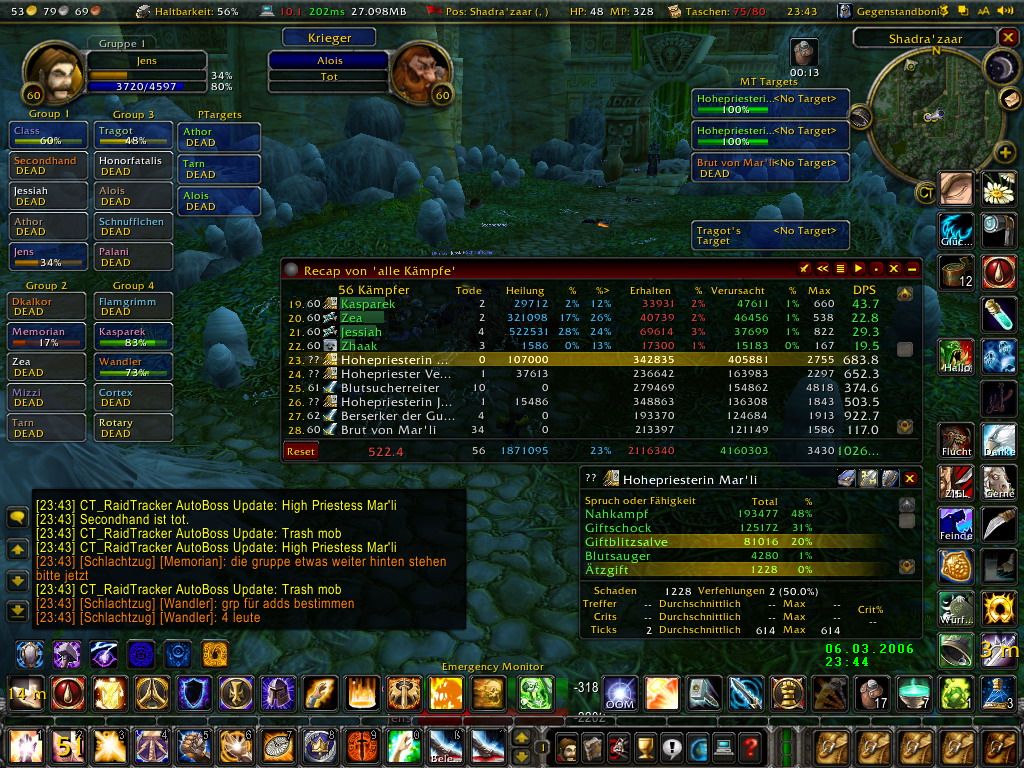 53 79 69 Haltbarkeit: 56% 10.1 202ms 27.098MB Pos: Shadra'zaar (, ) HP: 48 MP: 328 Taschen: 75/80 23:43
Krieger
Shadra'zaar
Gruppe 1
Jens
34%
3720/4597 80%
60
Alois
Tot
60
00:13
MT Targets
Hohepriesteri... <No Target>
100%
Hohepriesteri... <No Target>
100%
Brut von Mar'li <No Target>
DEAD
Tragot's Target <No Target>
N
CT
Group 1
Class
60%
Secondhand
DEAD
Jessiah
DEAD
Athor
DEAD
Jens
34%
Group 3
Tragot
48%
Honorfatalis
DEAD
Alois
DEAD
Schnufflchen
DEAD
Palani
DEAD
PTargets
Athor
DEAD
Tarn
DEAD
Alois
DEAD
Group 2
Dkalkor
DEAD
Memorian
17%
Zea
DEAD
Mizzi
DEAD
Tarn
DEAD
Group 4
Flamgrimm
DEAD
Kasparek
83%
Wandler
73%
Cortex
DEAD
Rotary
DEAD
Recap von 'alle Kämpfe'
56 Kämpfer Tode Heilung % %> Erhalten % Verursacht % Max DPS
19. 60 Kasparek 2 29712 2% 12% 33931 2% 47611 1% 660 43.7
20. 60 Zea 2 321098 17% 26% 40739 2% 46456 1% 538 22.8
21. 60 Jessiah 4 522531 28% 24% 69614 3% 37699 1% 822 29.3
22. 60 Zhaak 3 1586 0% 13% 17300 1% 15183 0% 167 19.5
23. ?? Hohepriesterin ... 0 107000 342835 405881 2755 683.8
24. ?? Hohepriester Ve... 1 37613 236642 163983 2297 652.3
25. 61 Blutsucherreiter 10 0 279469 154862 4818 374.6
26. ?? Hohepriesterin J... 1 15486 348863 136308 1843 503.5
27. 62 Berserker der Gu... 4 0 193370 124684 1913 922.7
28. 60 Brut von Mar'li 34 0 213397 121149 1586 117.0
Reset 522.4 56 1871095 23% 2116340 4160303 3430 1026...
?? Hohepriesterin Mar'li
Spruch oder Fähigkeit Total %
Nahkampf 193477 48%
Giftschock 125172 31%
Giftblitzsalve 81016 20%
Blutsauger 4280 1%
Ätzgift 1228 0%
Schaden 1228 Verfehlungen 2 (50.0%)
Treffer -- Durchschnittlich -- Max --
Crits -- Durchschnittlich -- Max -- Crit% --
Ticks 2 Durchschnittlich 614 Max 614
[23:43] CT_RaidTracker AutoBoss Update: High Priestess Mar'li
[23:43] Secondhand ist tot.
[23:43] CT_RaidTracker AutoBoss Update: Trash mob
[23:43] CT_RaidTracker AutoBoss Update: High Priestess Mar'li
[23:43] [Schlachtzug] [Memorian]: die gruppe etwas weiter hinten stehen
bitte jetzt
[23:43] CT_RaidTracker AutoBoss Update: Trash mob
[23:43] [Schlachtzug] [Wandler]: grp für adds bestimmen
[23:43] [Schlachtzug] [Wandler]: 4 leute
12
Hallo
Flucht
Danke
ZIEL
Gerne
Feinde
Würf...
3 m
06.03.2006
23:44
Emergency Monitor
14 m
-318
OOM
17
3
51
Bele...